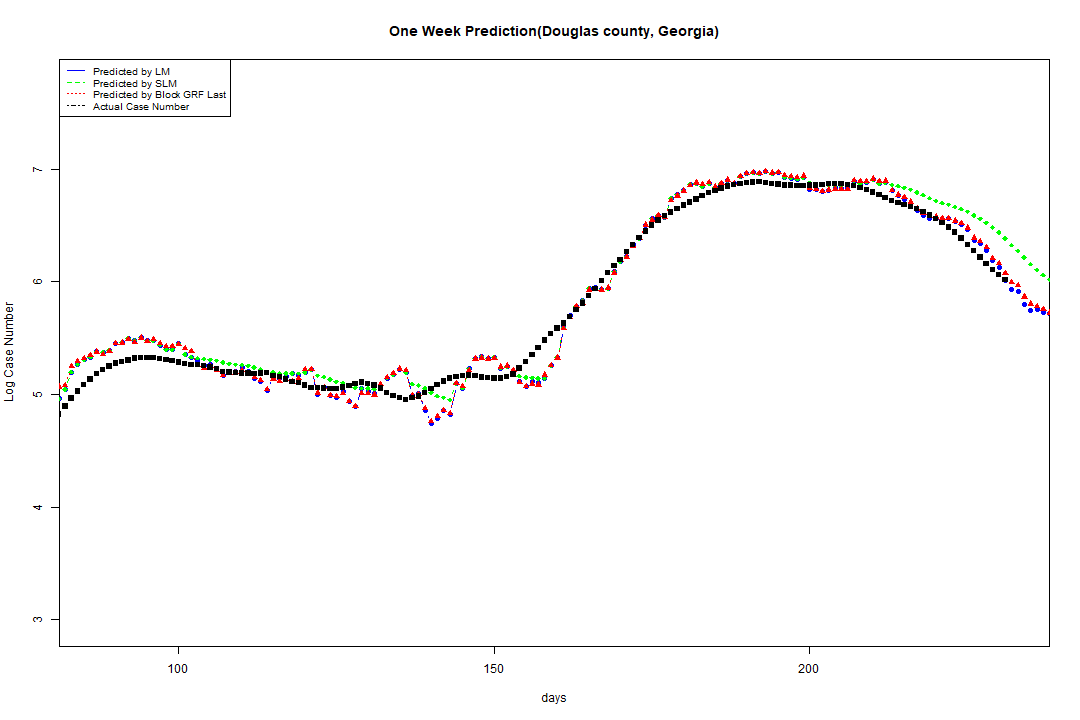 One Week Prediction(Douglas county, Georgia)
Predicted by LM
Predicted by SLM
Predicted by Block GRF Last
Actual Case Number
Log Case Number
7
6
5
4
3
100
150
200
days